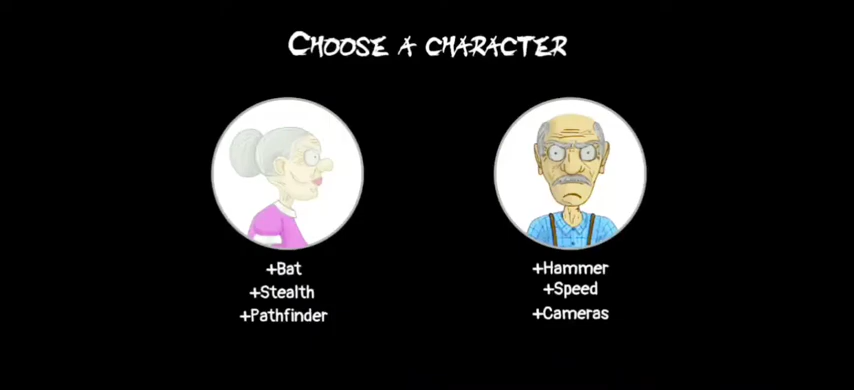 Choose a character
+Bat
+Stealth
+Pathfinder
+Hammer
+Speed
+Cameras